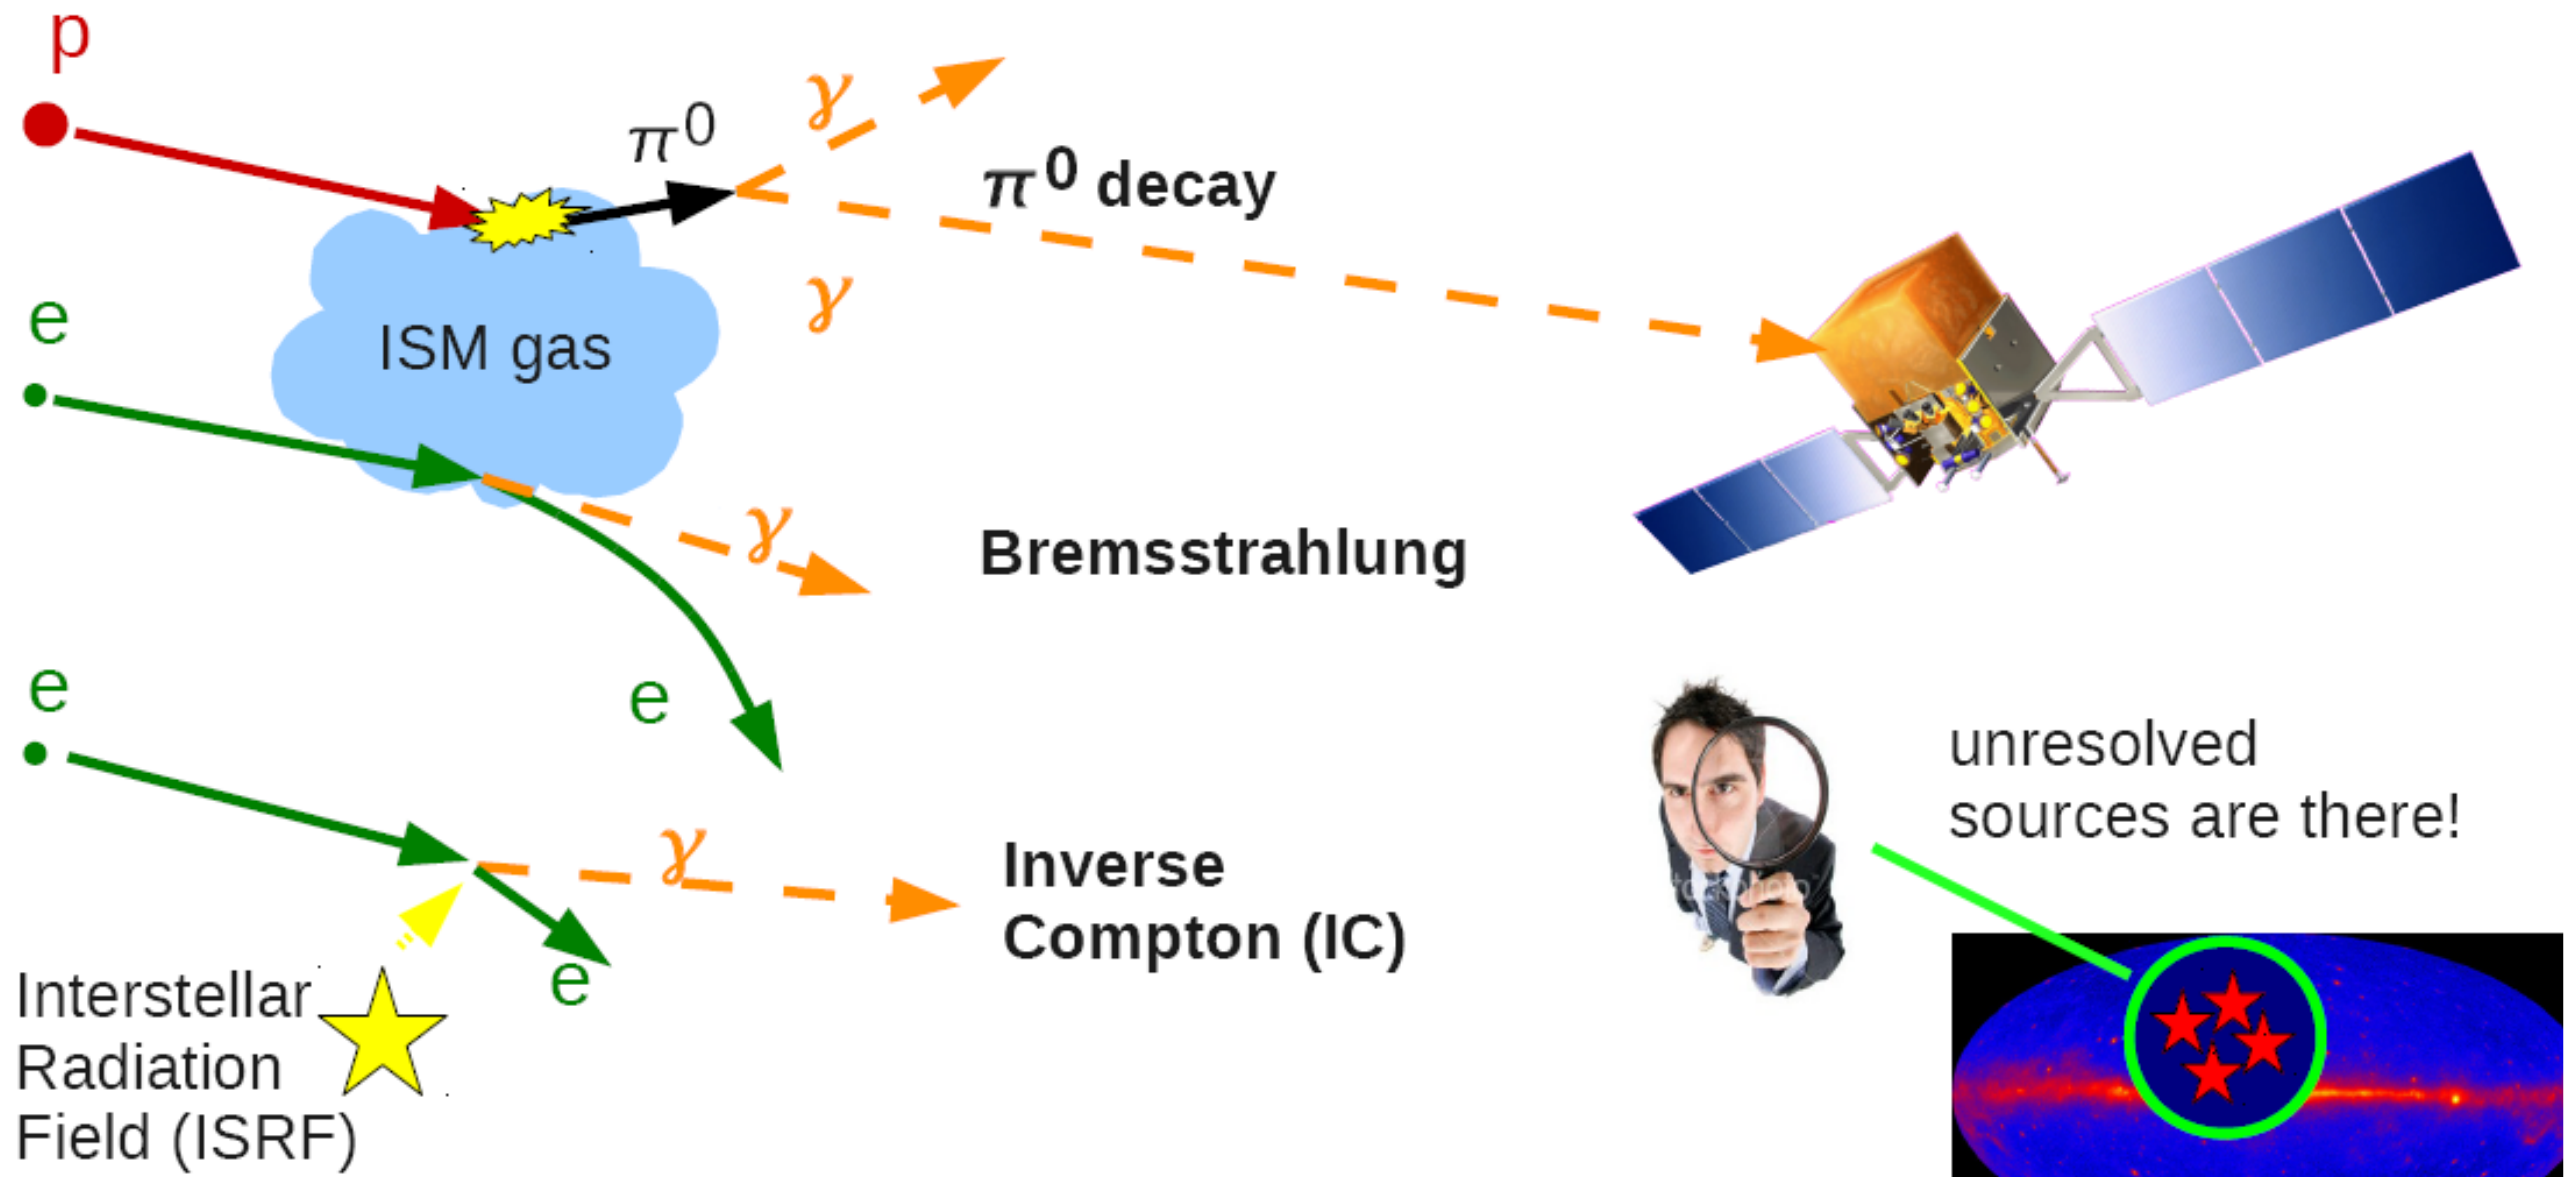 p
γ
π⁰
π⁰ decay
e
γ
ISM gas
γ
Bremsstrahlung
e
e
γ
Inverse
Compton (IC)
e
Interstellar
Radiation
Field (ISRF)
unresolved
sources are there!